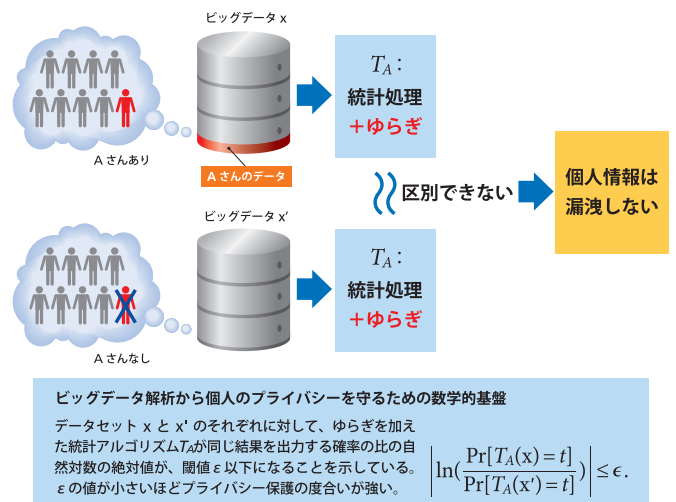 ビッグデータ x
Aさんあり
Aさんのデータ
T_A：
統計処理
＋ゆらぎ
区別できない
個人情報は
漏洩しない
ビッグデータ x′
Aさんなし
T_A：
統計処理
＋ゆらぎ
ビッグデータ解析から個人のプライバシーを守るための数学的基盤
データセット x と x' のそれぞれに対して、ゆらぎを加え
た統計アルゴリズムT_Aが同じ結果を出力する確率の比の自
然対数の絶対値が、閾値 ε 以下になることを示している。
ε の値が小さいほどプライバシー保護の度合いが強い。
|ln(Pr[T_A(x)=t]/Pr[T_A(x′)=t])| ≤ ϵ.